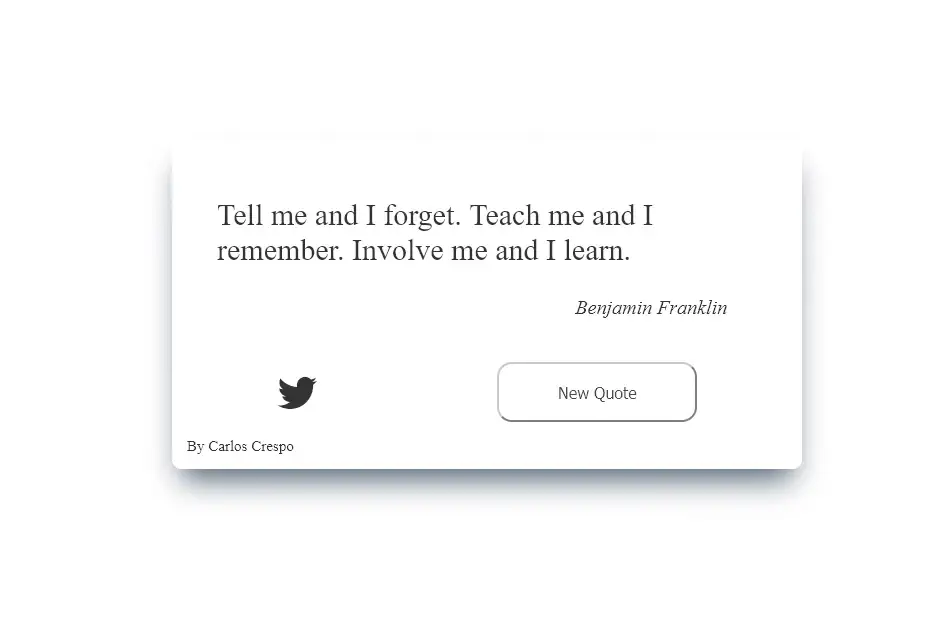 Tell me and I forget. Teach me and I
remember. Involve me and I learn.
Benjamin Franklin
New Quote
By Carlos Crespo